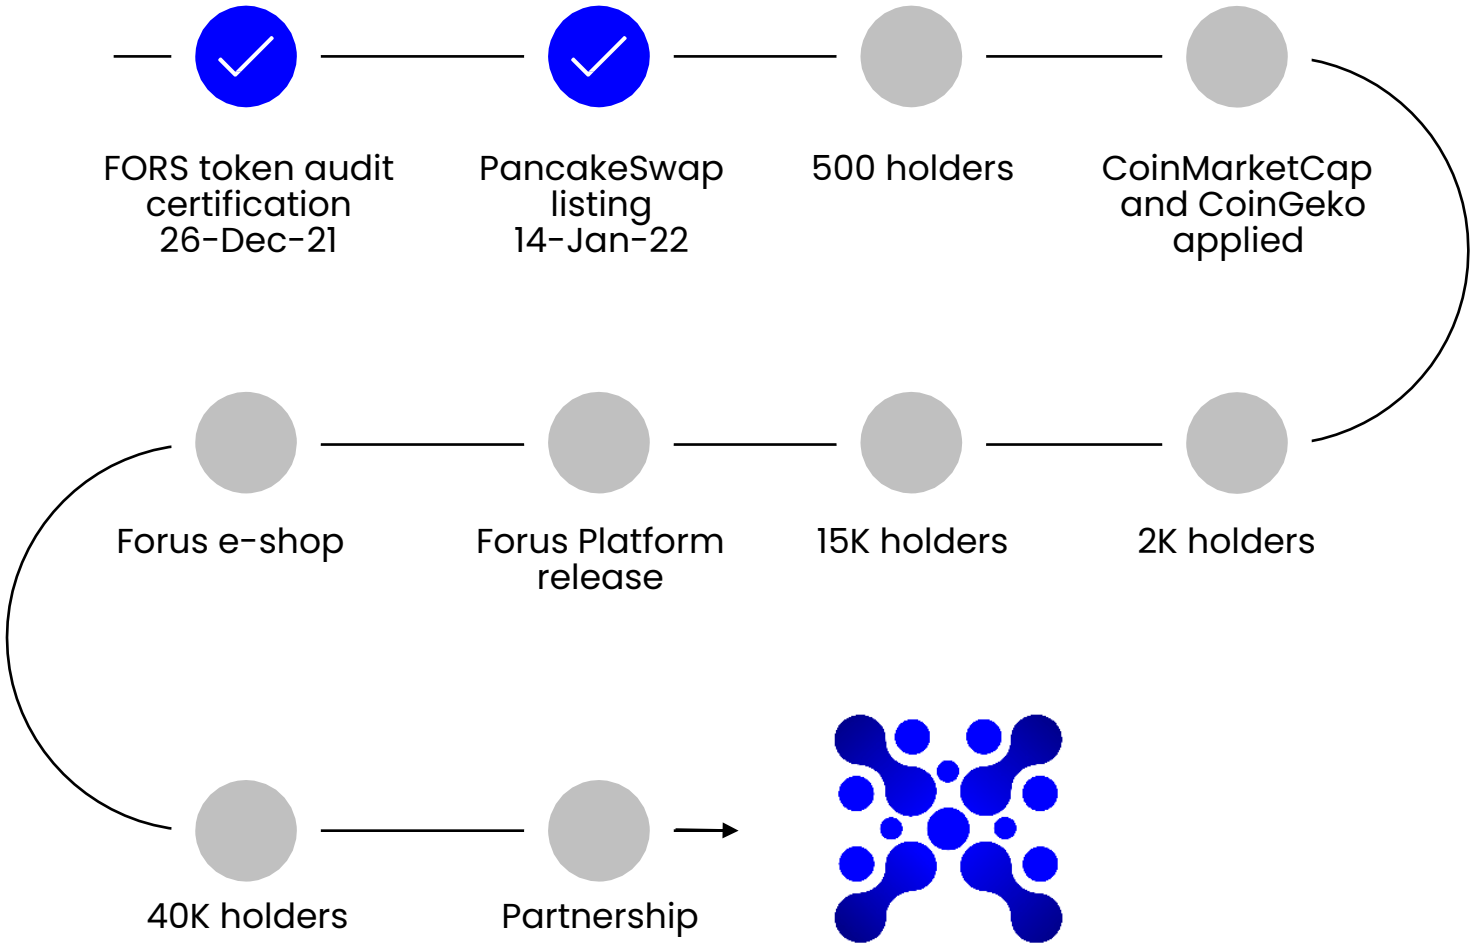 FORS token audit
certification
26-Dec-21
PancakeSwap
listing
14-Jan-22
500 holders
CoinMarketCap
and CoinGeko
applied
Forus e-shop
Forus Platform
release
15K holders
2K holders
40K holders
Partnership